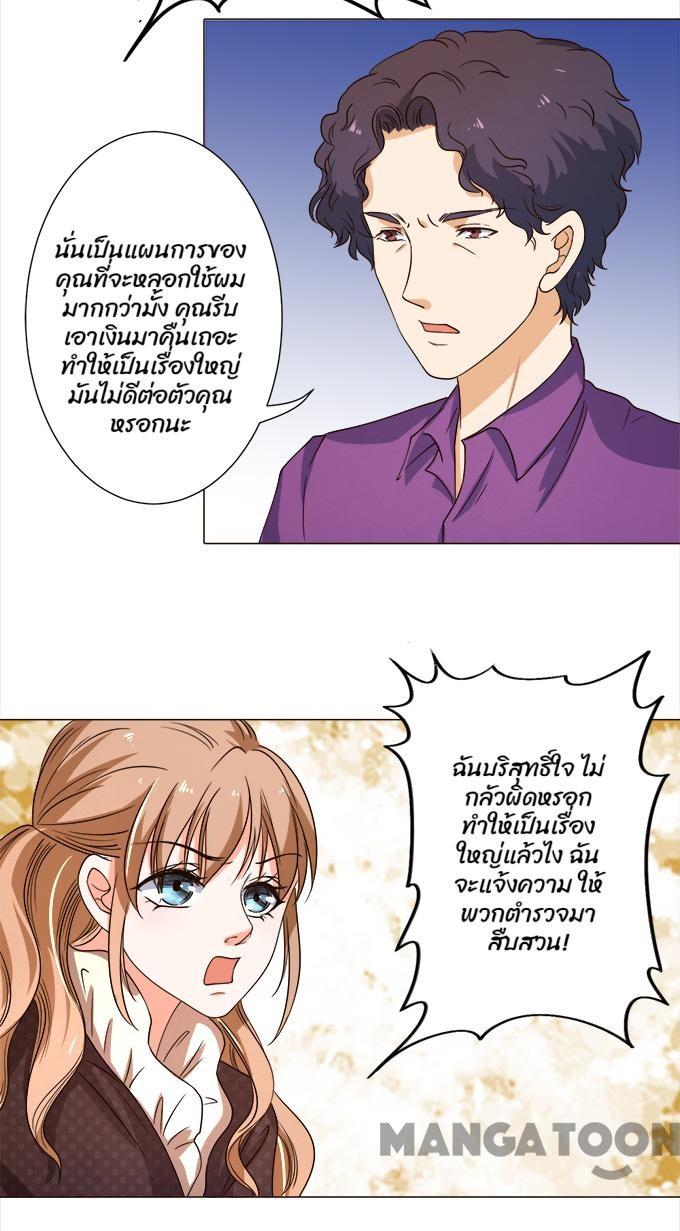 นั่นเป็นแผนการของ
คุณที่จะหลอกใช้ผม
มากกว่ามั้ง คุณรีบ
เอาเงินมาคืนเถอะ
ทำให้เป็นเรื่องใหญ่
มันไม่ดีต่อตัวคุณ
หรอกนะ
ฉันบริสุทธิ์ใจ ไม่
กลัวผิดหรอก
ทำให้เป็นเรื่อง
ใหญ่แล้วไง ฉัน
จะแจ้งความ ให้
พวกตำรวจมา
สืบสวน!
MANGATOON